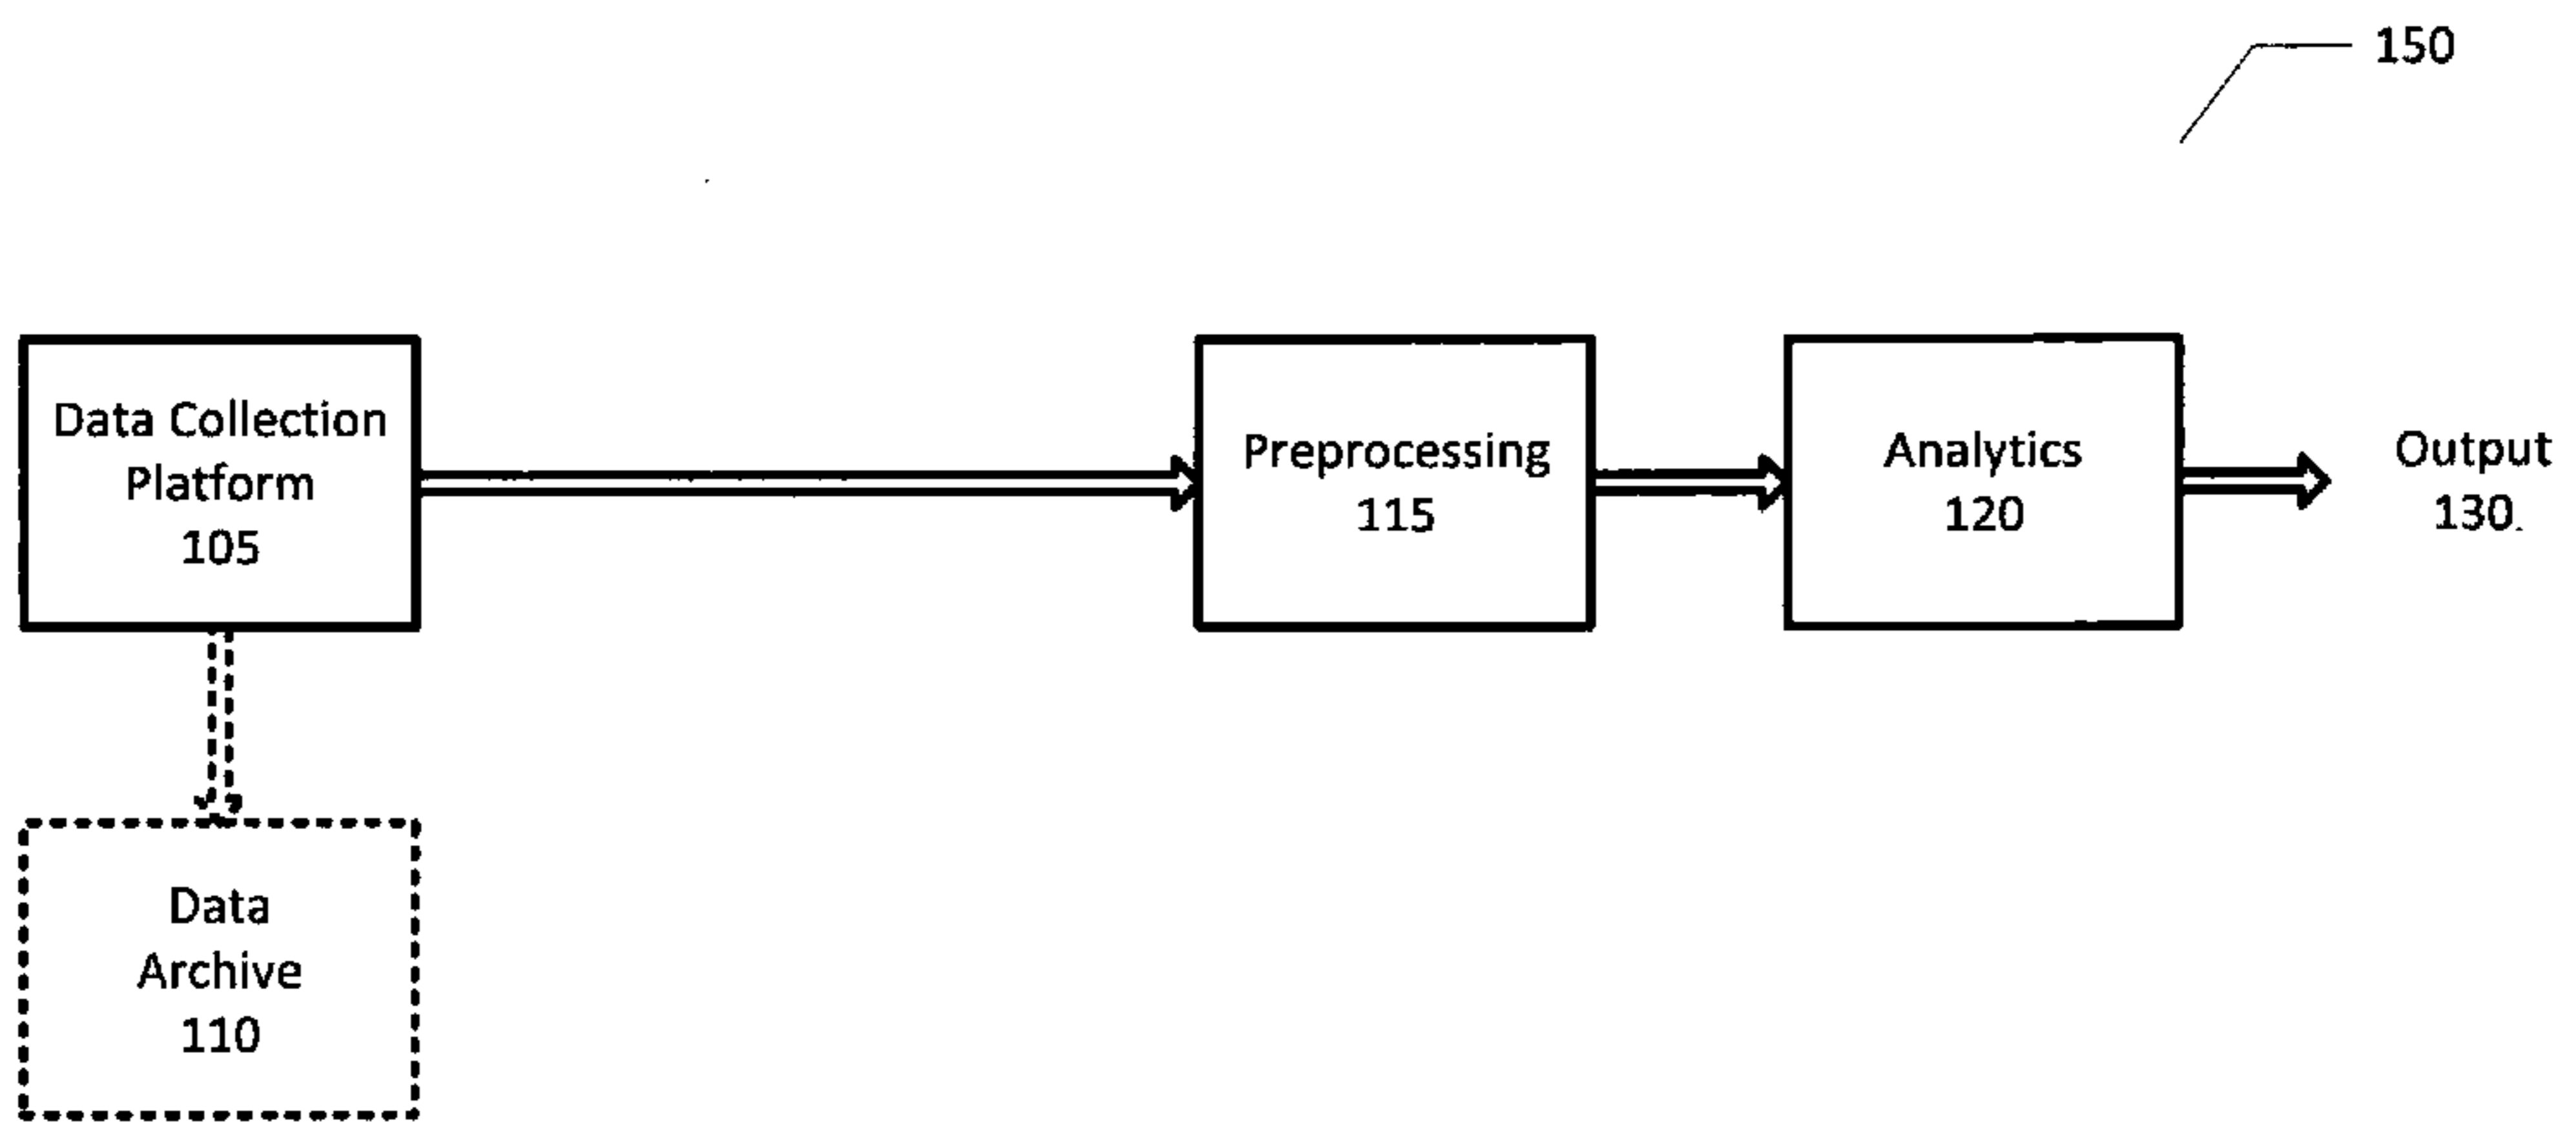 150
Data Collection
Platform
105
Preprocessing
115
Analytics
120
Output
130.
Data
Archive
110